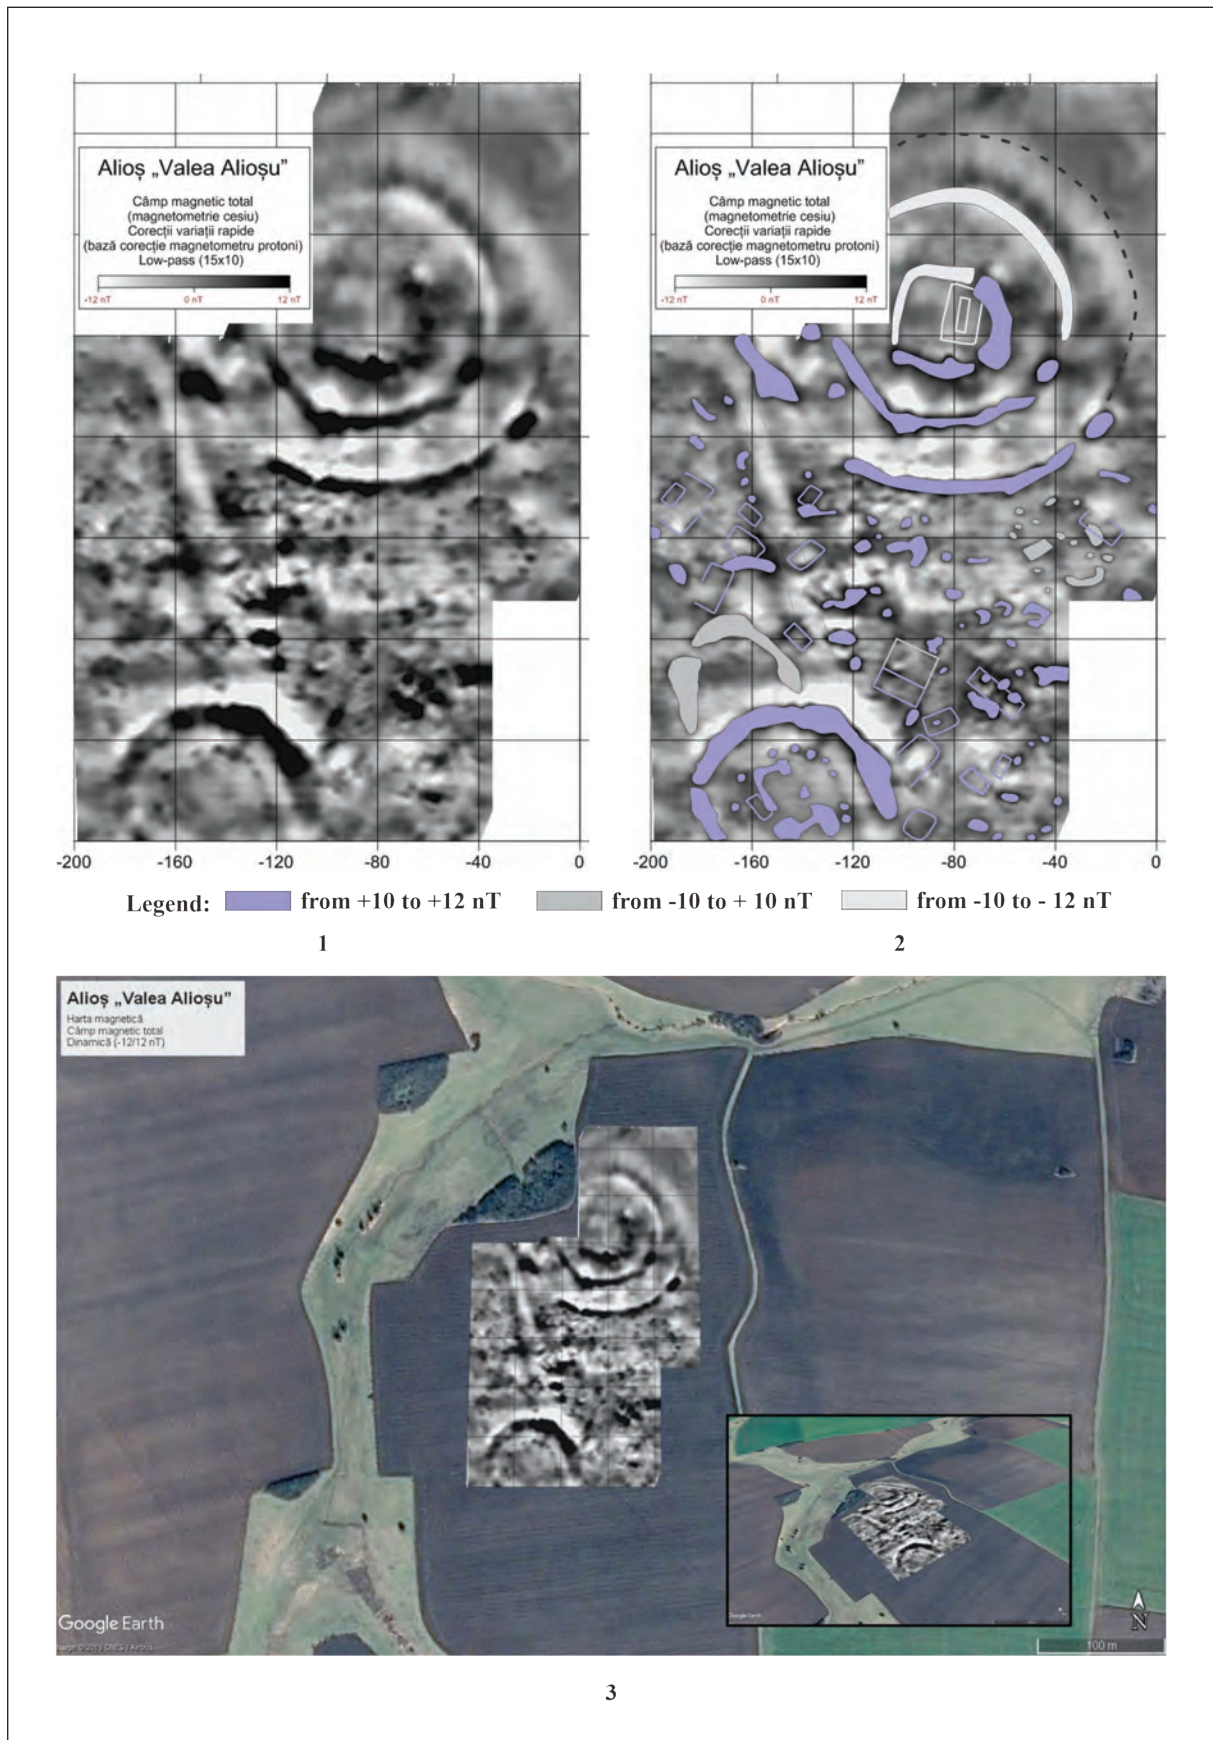 Alioș „Valea Alioșu”
Câmp magnetic total
(magnetometrie cesiu)
Corecții variații rapide
(bază corecție magnetometru protoni)
Low-pass (15x10)
-12 nT 0 nT 12 nT
-200 -160 -120 -80 -40 0
Alioș „Valea Alioșu”
Câmp magnetic total
(magnetometrie cesiu)
Corecții variații rapide
(bază corecție magnetometru protoni)
Low-pass (15x10)
-12 nT 0 nT 12 nT
-200 -160 -120 -80 -40 0
Legend: from +10 to +12 nT from -10 to + 10 nT from -10 to - 12 nT
1
2
Alioș „Valea Alioșu”
Harta magnetică
Câmp magnetic total
Dinamică (-12/12 nT)
Google Earth
Google Earth
N
100 m
3